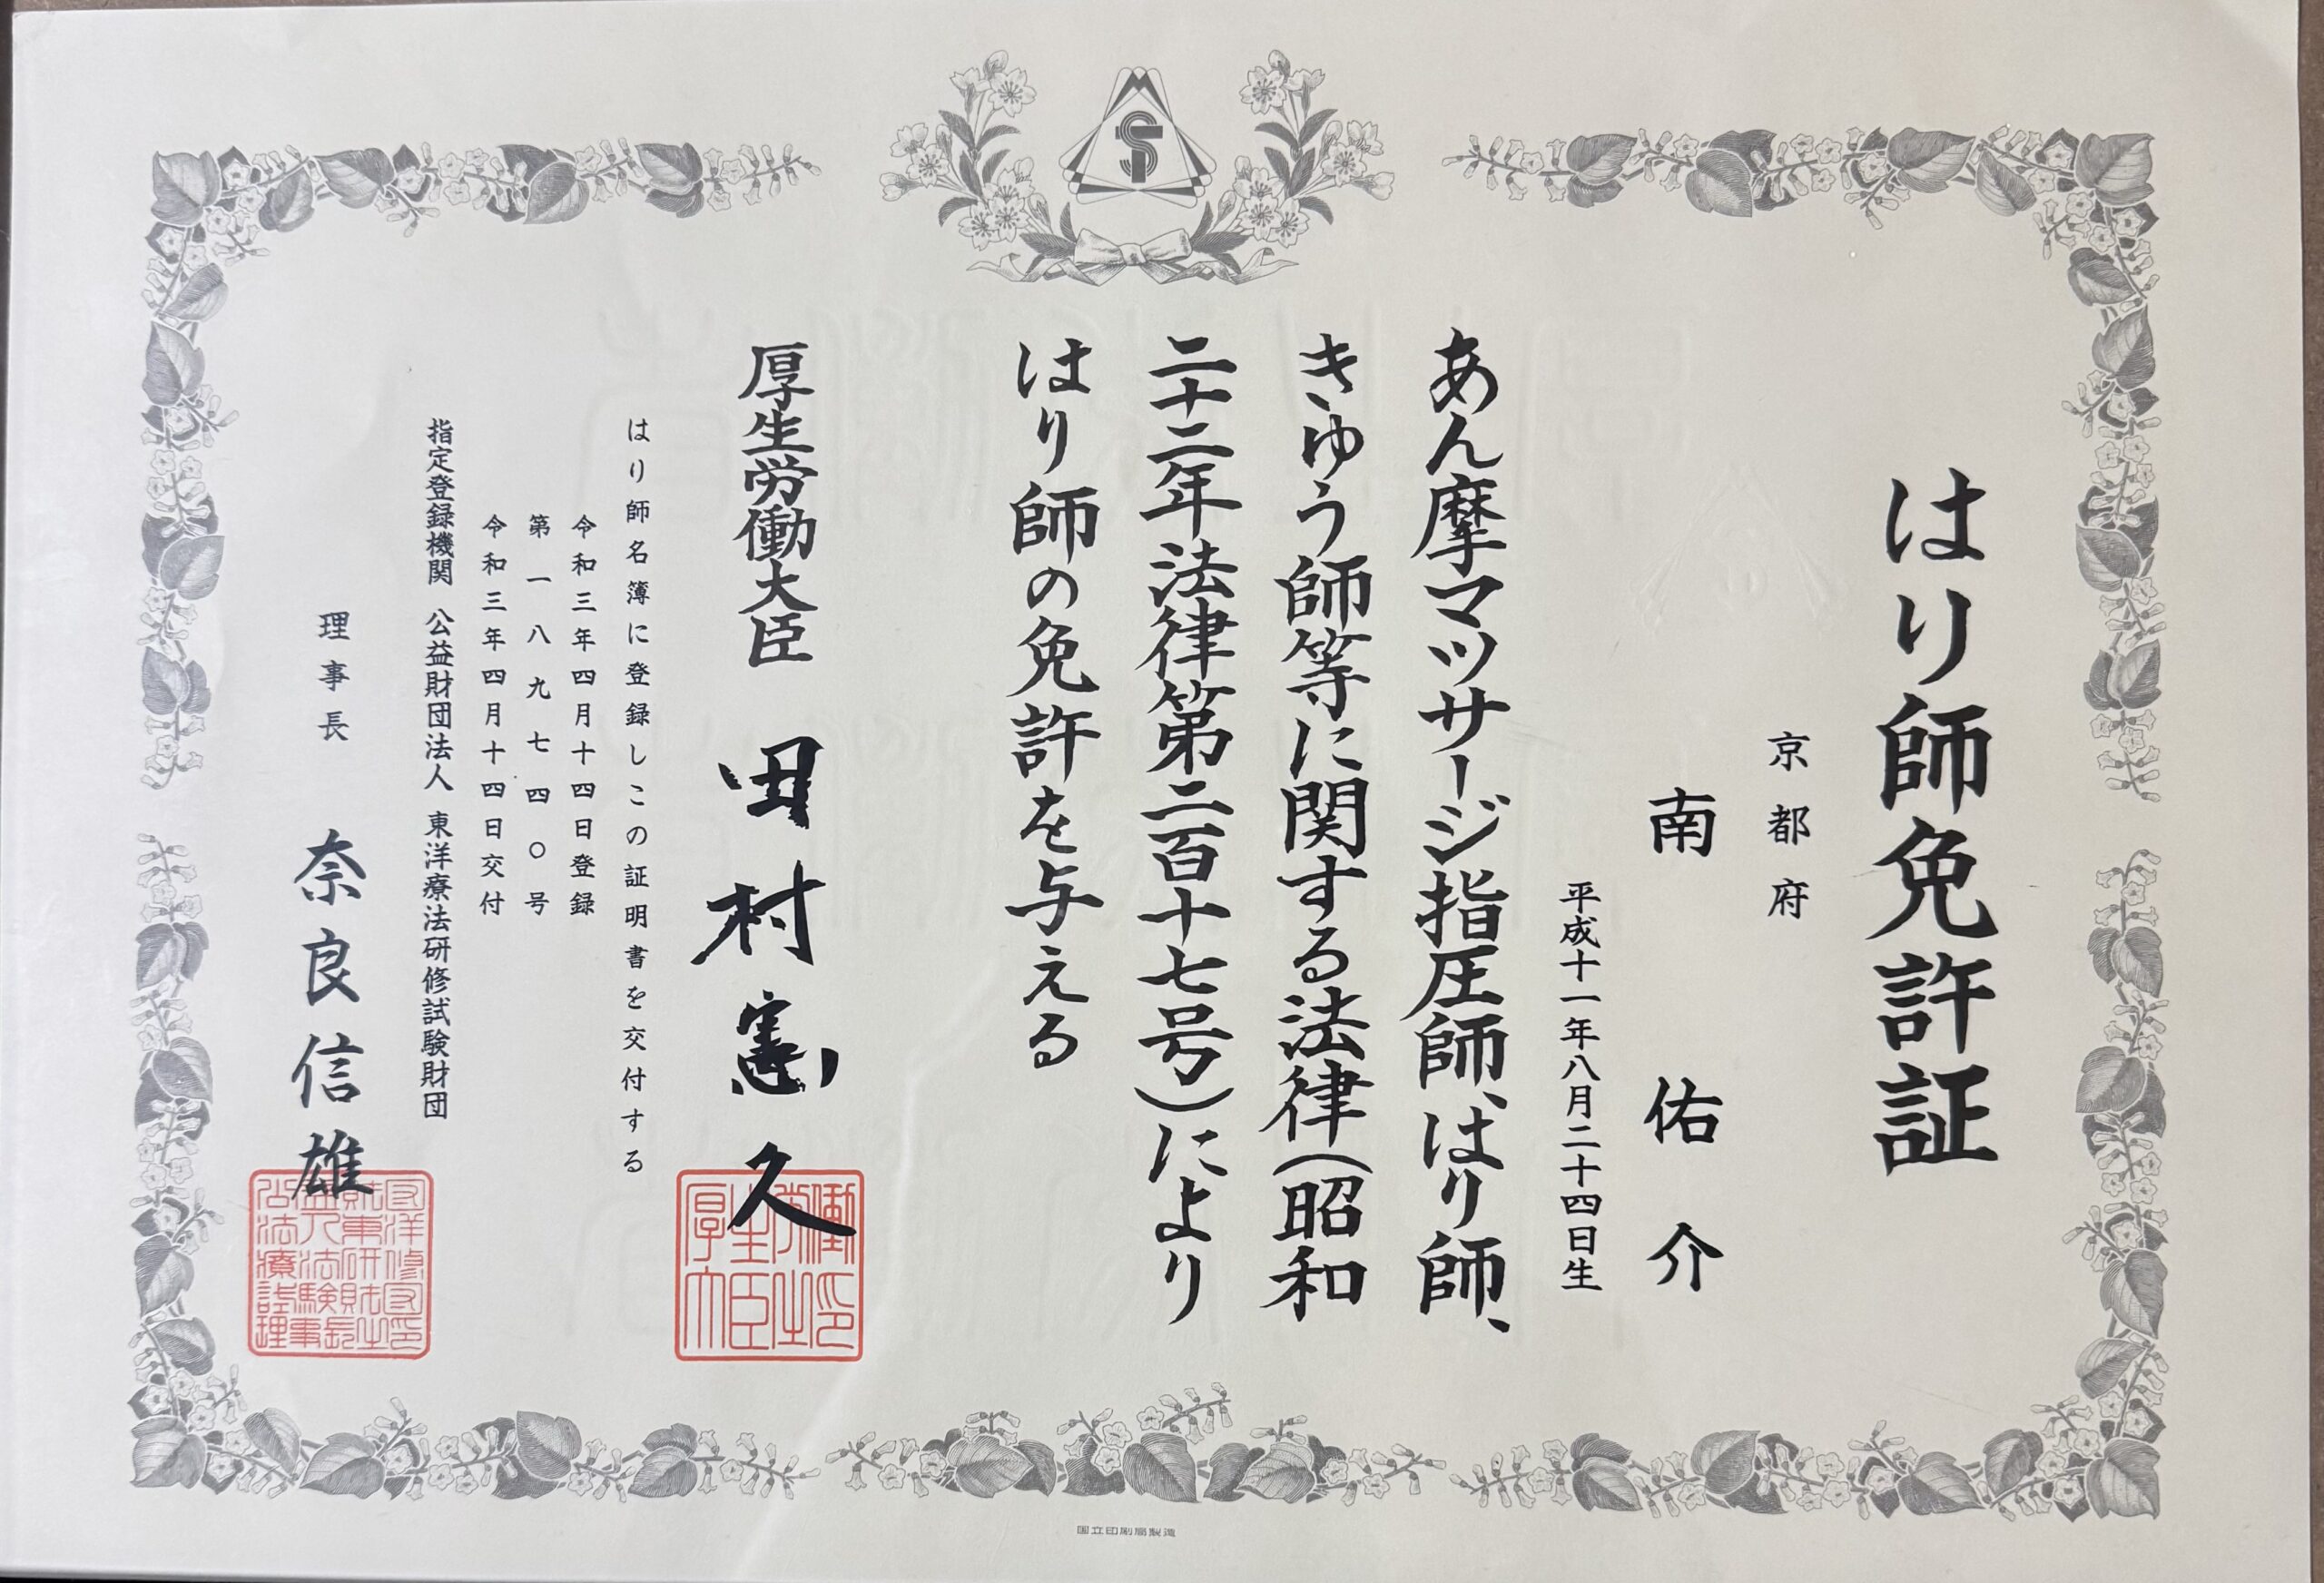 はり師免許証
京都府
南佑介
平成十一年八月二十四日生
あん摩マツサージ指圧師、はり師、
きゆう師等に関する法律(昭和
二十二年法律第二百十七号)により
はり師の免許を与える
厚生労働大臣 田村憲久
はり師名簿に登録しこの証明書を交付する
令和三年四月十四日登録
第一八九七四〇号
令和三年四月十四日交付
指定登録機関 公益財団法人 東洋療法研修試験財団
理事長 奈良信雄
国立印刷局製造